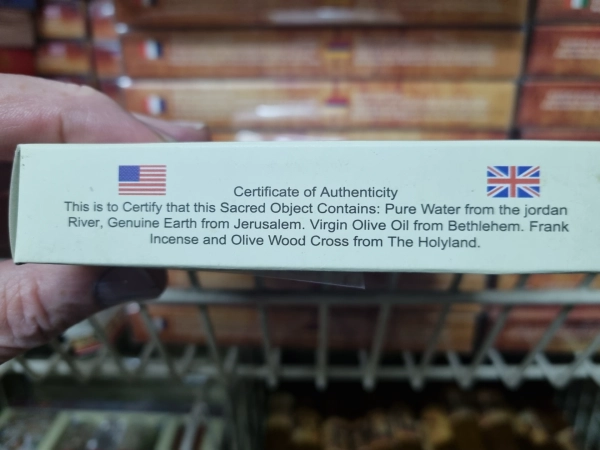 Certificate of Authenticity
This is to Certify that this Sacred Object Contains: Pure Water from the jordan
River, Genuine Earth from Jerusalem. Virgin Olive Oil from Bethlehem. Frank
Incense and Olive Wood Cross from The Holyland.